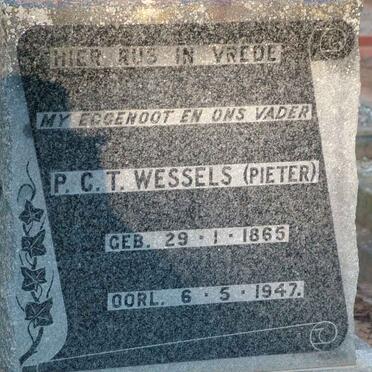 HIER RUS IN VREDE
MY EGGENOOT EN ONS VADER
P. C. T. WESSELS (PIETER)
GEB. 29 · 1 · 1865
OORL. 6 · 5 · 1947.